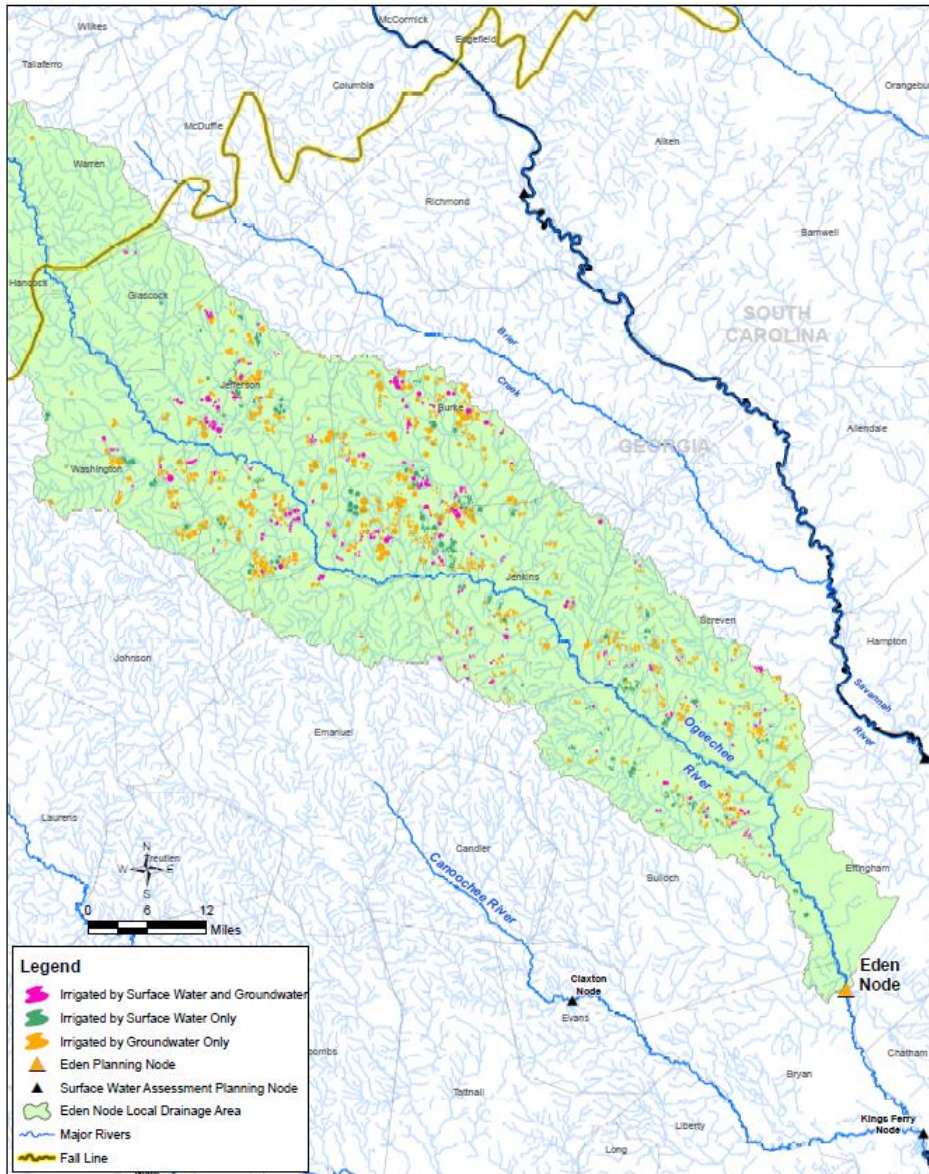 McCormick
Wilkes
Edgefield
Taliaferro
Columbia
Orangebu
McDuffie
Aiken
Warren
Richmond
Barnwell
Hancock
Glascock
SOUTH
CAROLINA
Brier
Creek
Jefferson
Burke
Allendale
GEORGIA
Washington
Jenkins
Screven
Hampton
Johnson
Savannah
River
Emanuel
Ogeechee
River
Laurens
Treutlen
Candler
Effingham
Canoochee River
Bulloch
N
W E
S
0 6 12
Miles
Eden
Node
Claxton
Node
Evans
Chatham
Bryan
Tattnall
Kings Ferry
Node
Liberty
Long
ombs
Legend
Irrigated by Surface Water and Groundwater
Irrigated by Surface Water Only
Irrigated by Groundwater Only
Eden Planning Node
Surface Water Assessment Planning Node
Eden Node Local Drainage Area
Major Rivers
Fall Line